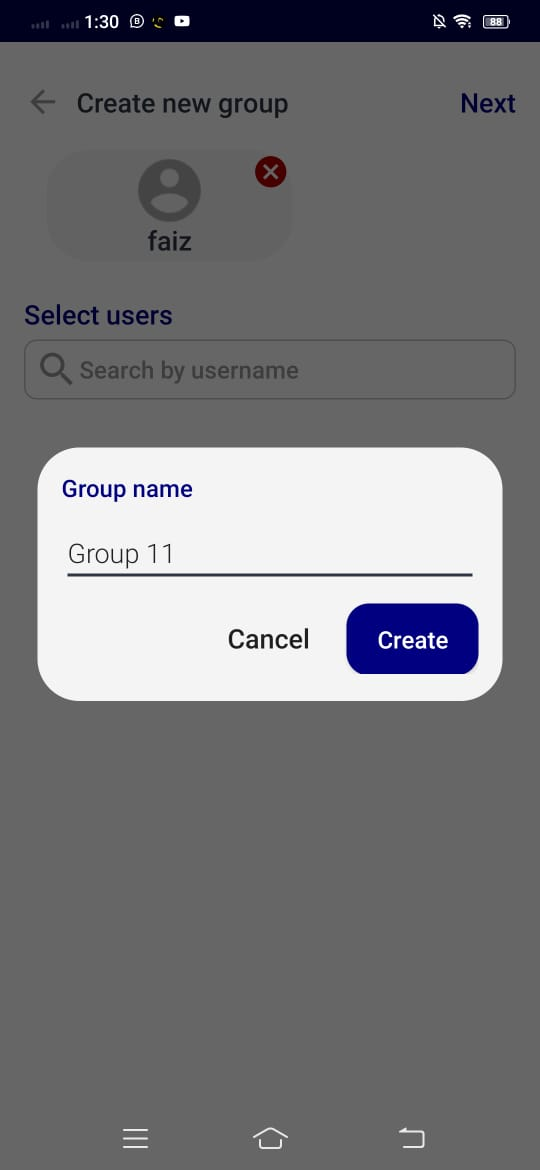 1:30 88
Create new group Next
faiz
Select users
Search by username
Group name
Group 11
Cancel Create